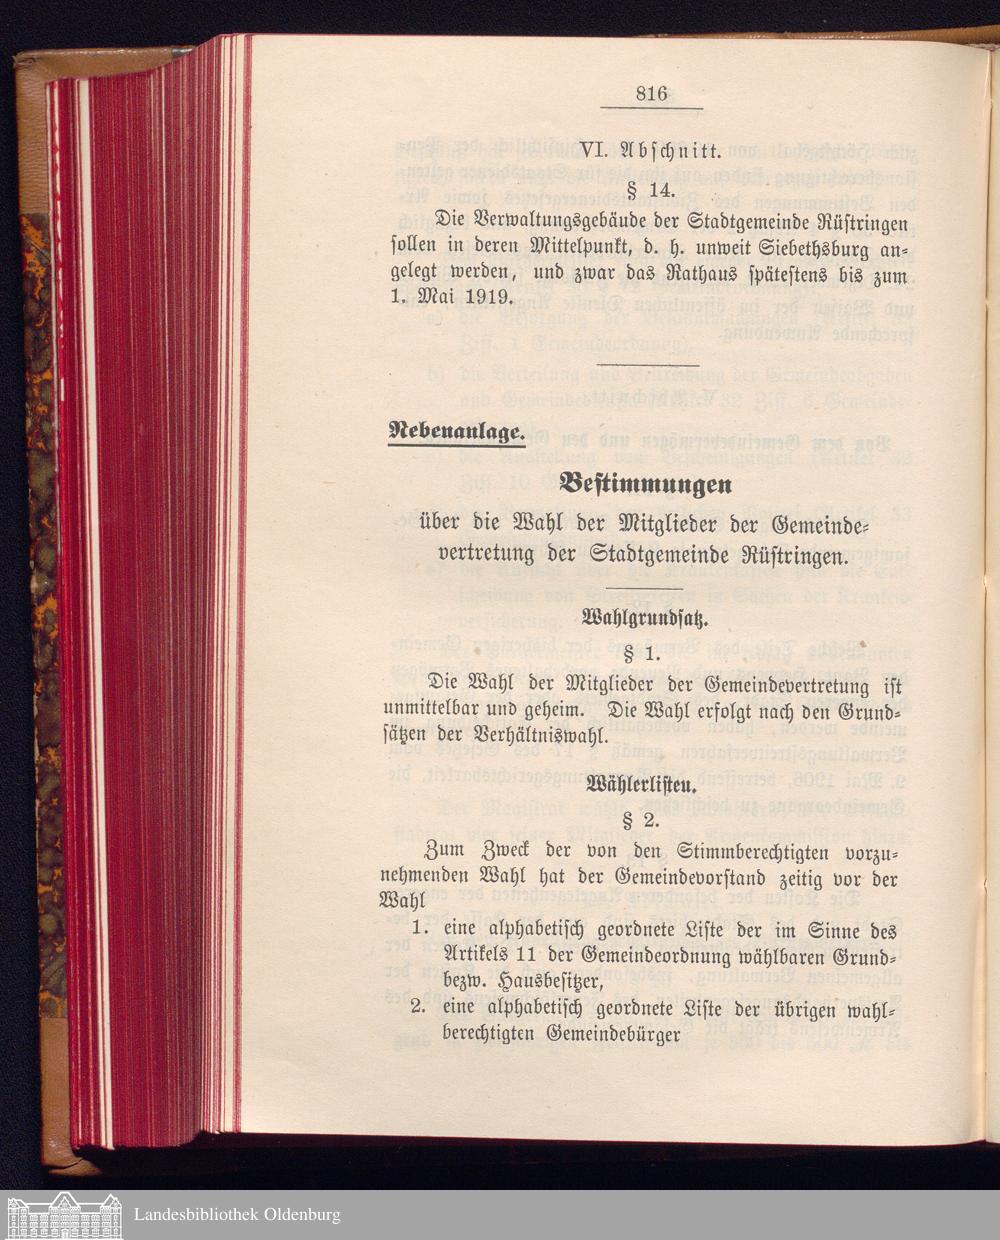 816
VI. Abschnitt.
§ 14.
Die Verwaltungsgebäude der Stadtgemeinde Rüstringen
sollen in deren Mittelpunkt, d. h. unweit Siebethsburg an-
gelegt werden, und zwar das Rathaus spätestens bis zum
1. Mai 1919.
Nebenanlage.
Bestimmungen
über die Wahl der Mitglieder der Gemeinde-
vertretung der Stadtgemeinde Rüstringen.
Wahlgrundsatz.
§ 1.
Die Wahl der Mitglieder der Gemeindevertretung ist
unmittelbar und geheim. Die Wahl erfolgt nach den Grund-
sätzen der Verhältniswahl.
Wählerlisten.
§ 2.
Zum Zweck der von den Stimmberechtigten vorzu-
nehmenden Wahl hat der Gemeindevorstand zeitig vor der
Wahl
1. eine alphabetisch geordnete Liste der im Sinne des
Artikels 11 der Gemeindeordnung wählbaren Grund-
bezw. Hausbesitzer,
2. eine alphabetisch geordnete Liste der übrigen wahl-
berechtigten Gemeindebürger
Landesbibliothek Oldenburg